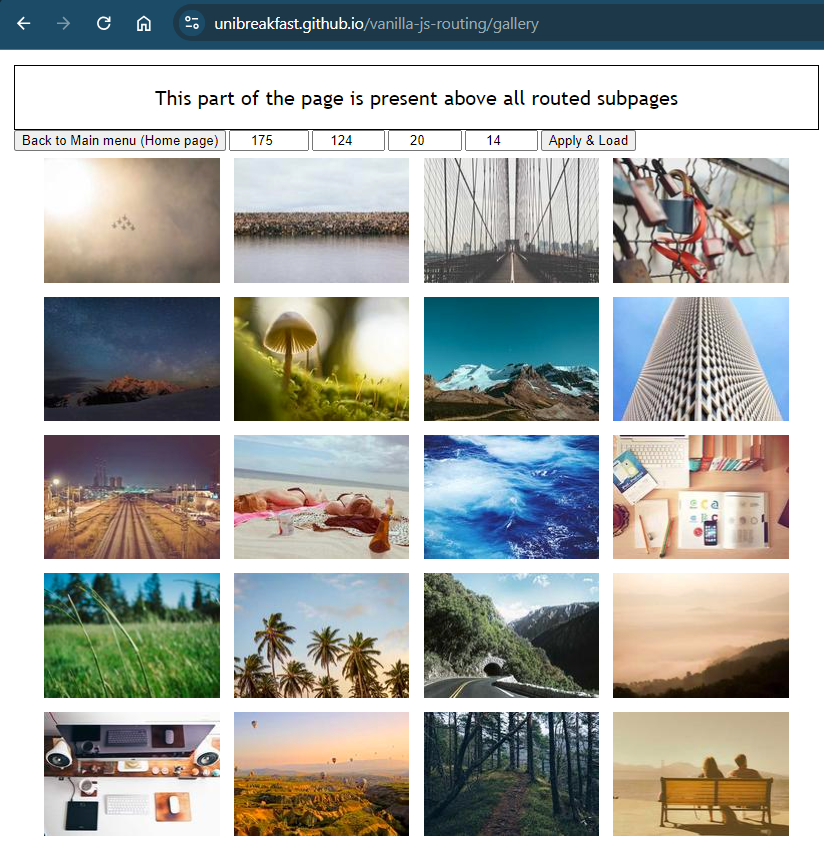 unibreakfast.github.io/vanilla-js-routing/gallery
This part of the page is present above all routed subpages
Back to Main menu (Home page) 175 124 20 14 Apply & Load